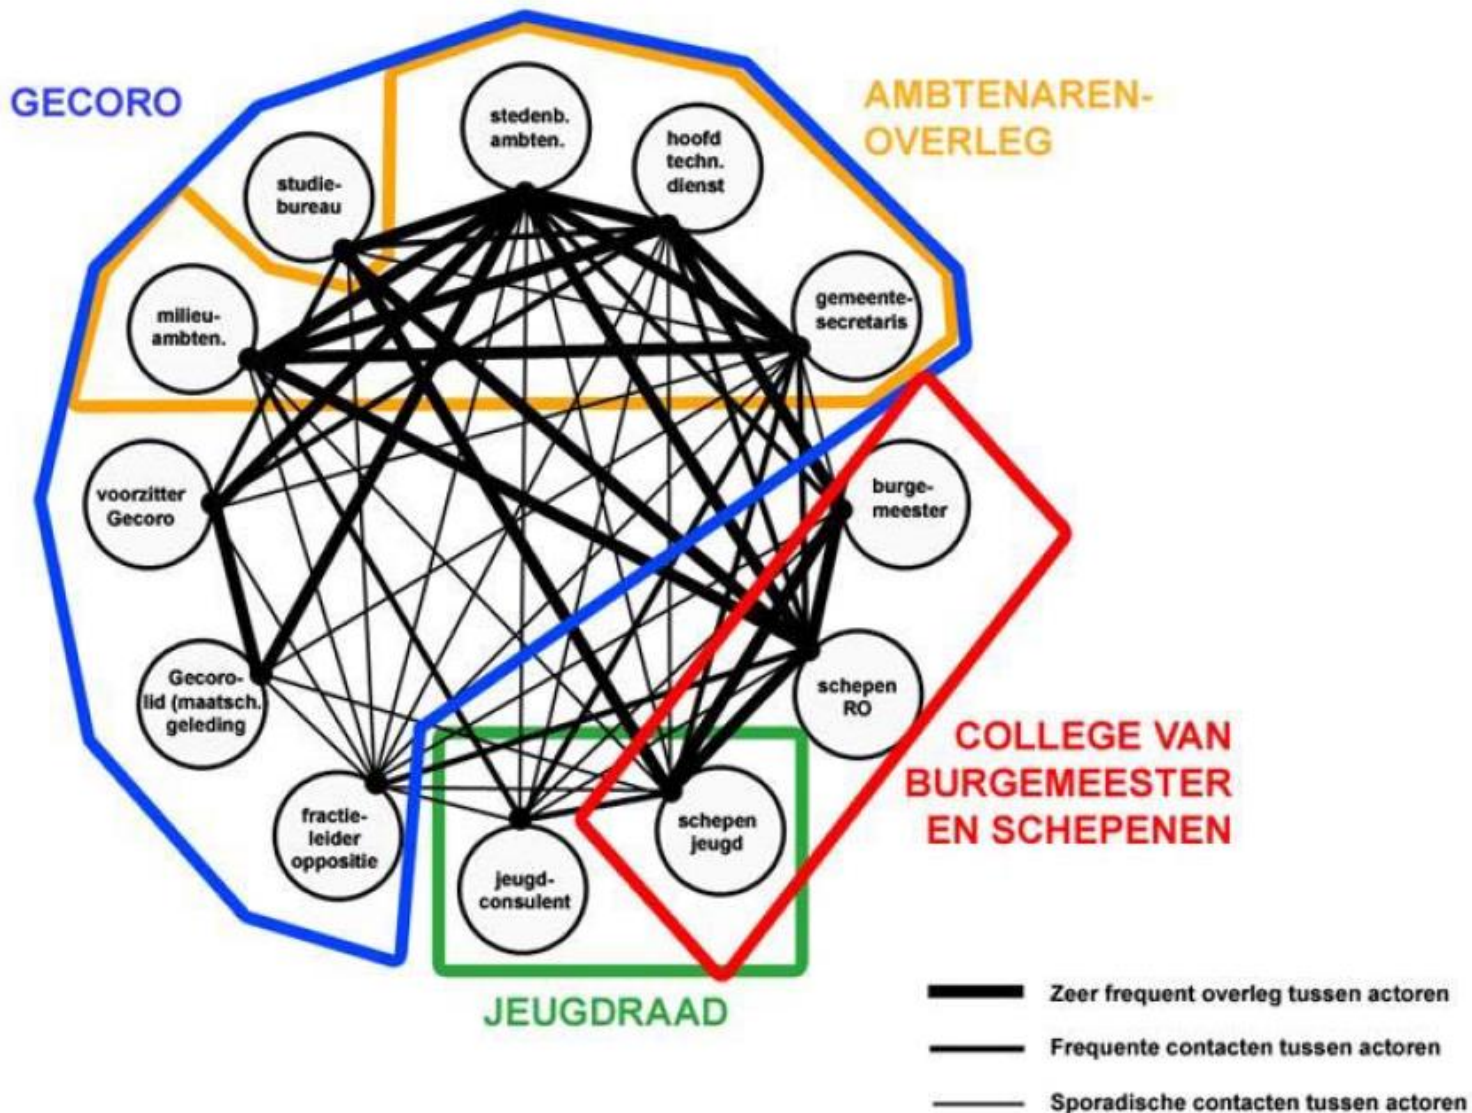 GECORO
AMBTENAREN-
OVERLEG
stedenb.
ambten.
hoofd
techn.
dienst
studie-
bureau
gemeente-
secretaris
milieu-
ambten.
voorzitter
Gecoro
burge-
meester
Gecoro-
lid (maatsch.
geleding
schepen
RO
fractie-
leider
oppositie
jeugd-
consulent
schepen
jeugd
COLLEGE VAN
BURGEMEESTER
EN SCHEPENEN
JEUGDRAAD
Zeer frequent overleg tussen actoren
Frequente contacten tussen actoren
Sporadische contacten tussen actoren